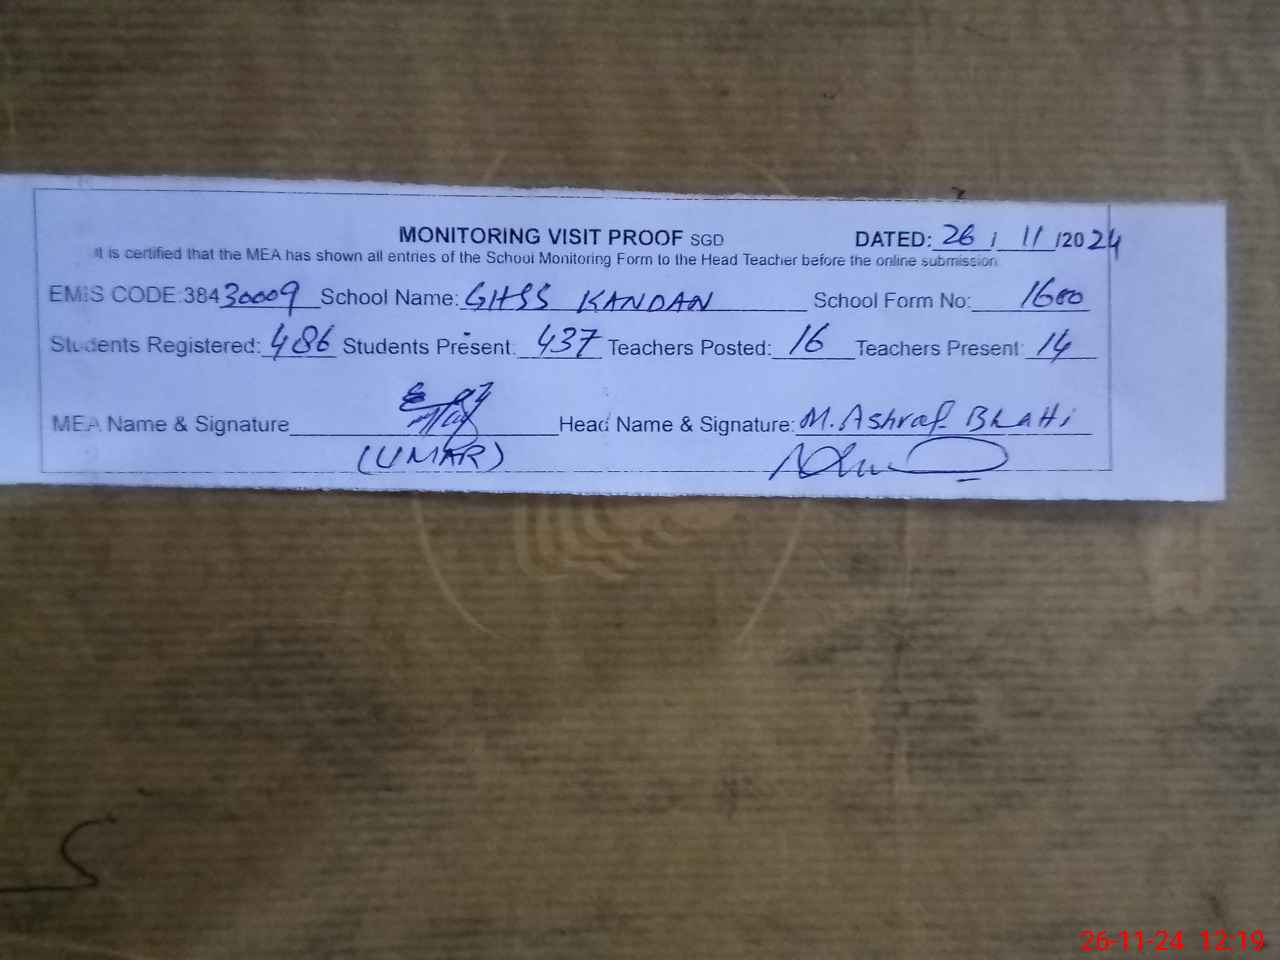 MONITORING VISIT PROOF SGD DATED: 26 / 11 /2024
It is certified that the MEA has shown all entries of the School Monitoring Form to the Head Teacher before the online submission.
EMIS CODE:38430009 School Name: GHSS KANDAN School Form No: 1600
Students Registered: 486 Students Present: 437 Teachers Posted: 16 Teachers Present: 14
MEA Name & Signature Head Name & Signature: M. Ashraf Bhatti
(UMAR)
26-11-24 12:19